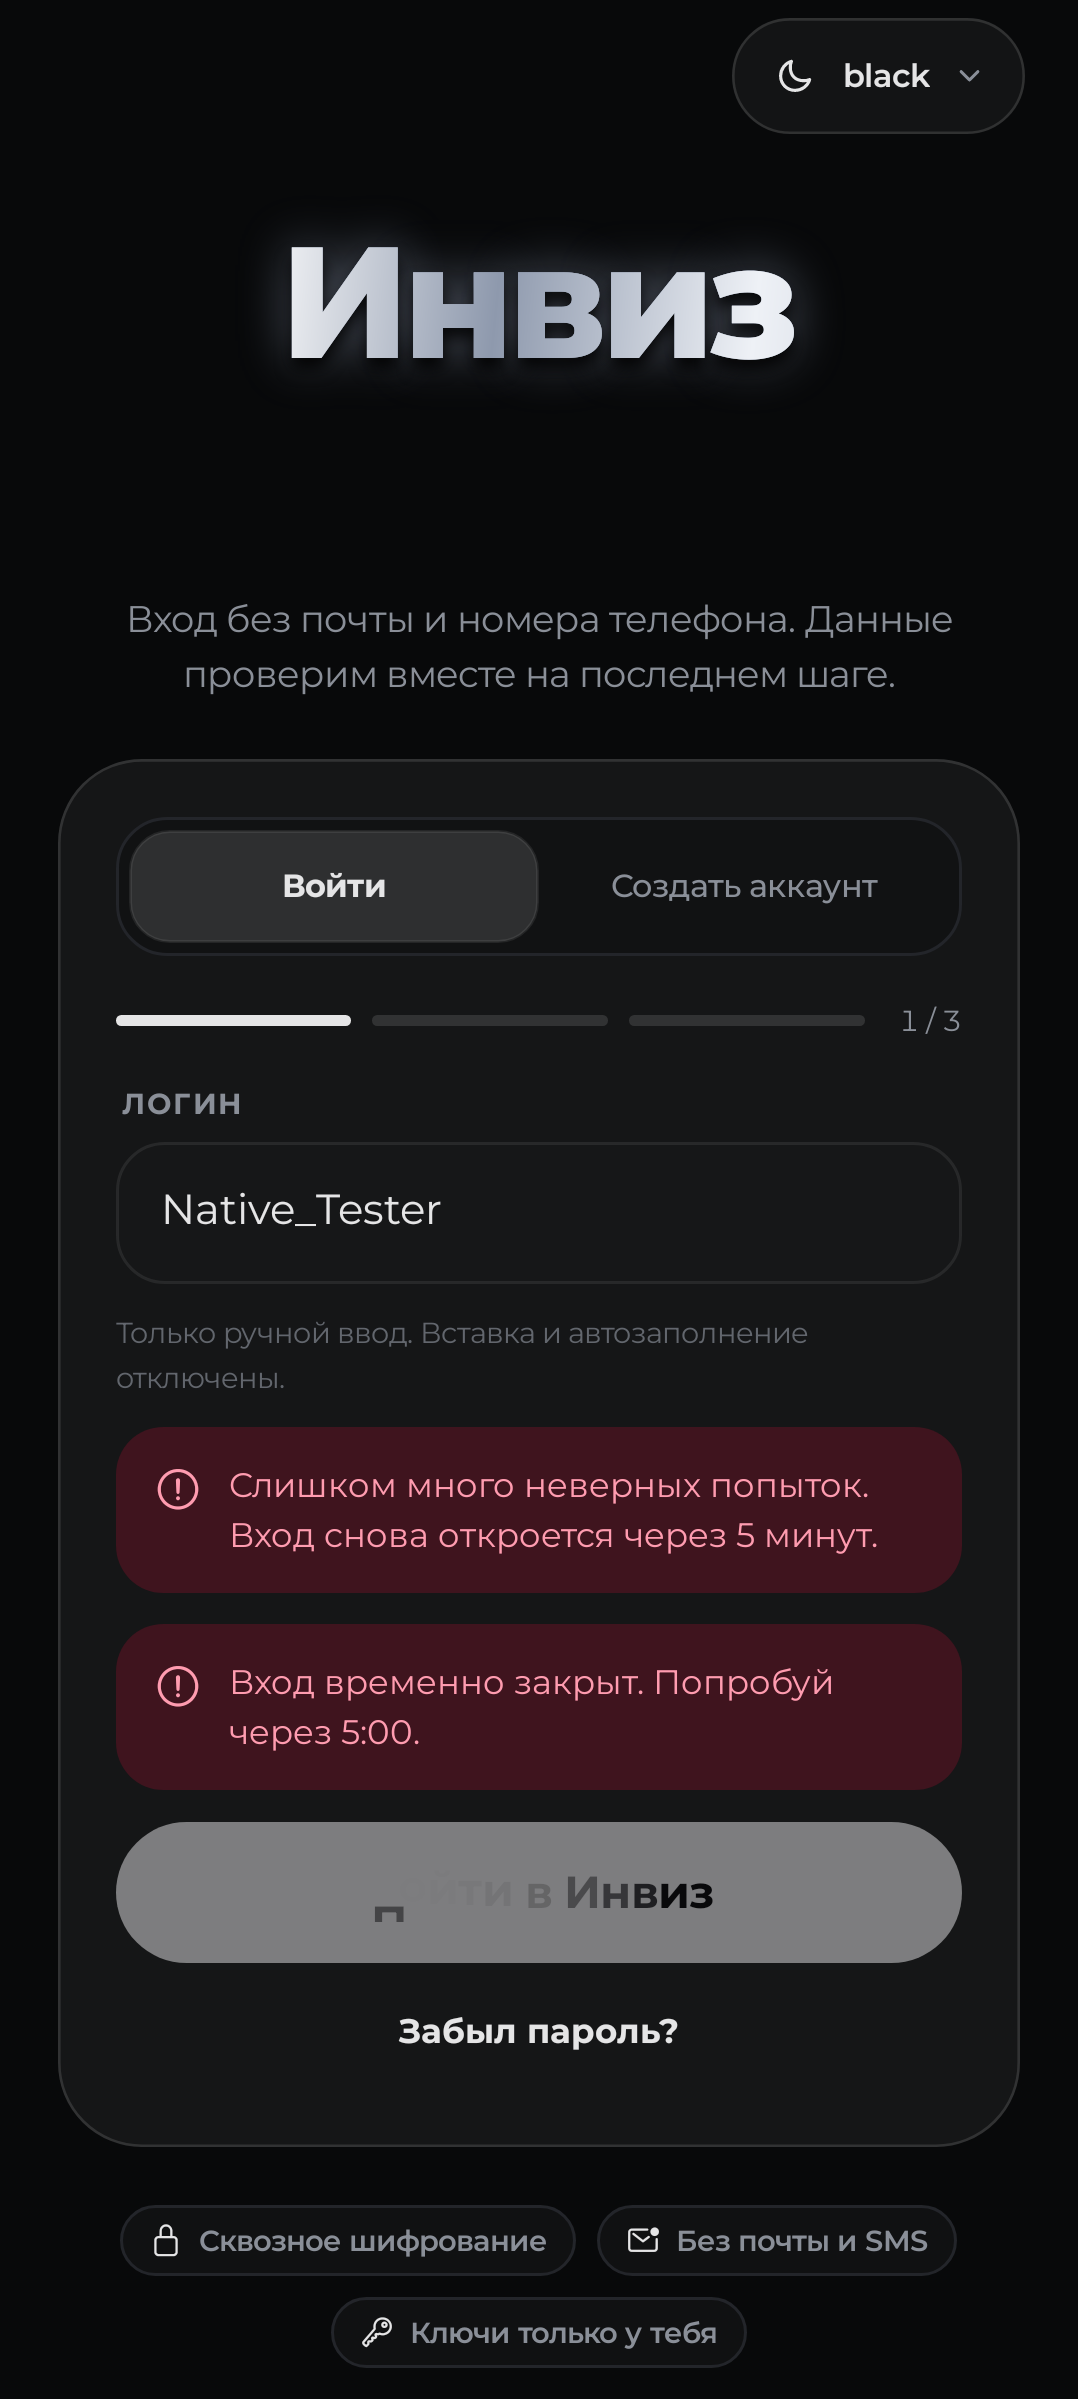 black
Инвиз
Вход без почты и номера телефона. Данные
проверим вместе на последнем шаге.
Войти
Создать аккаунт
1 / 3
ЛОГИН
Native_Tester
Только ручной ввод. Вставка и автозаполнение
отключены.
Слишком много неверных попыток.
Вход снова откроется через 5 минут.
Вход временно закрыт. Попробуй
через 5:00.
в Инвиз
Забыл пароль?
Сквозное шифрование
Без почты и SMS
Ключи только у тебя